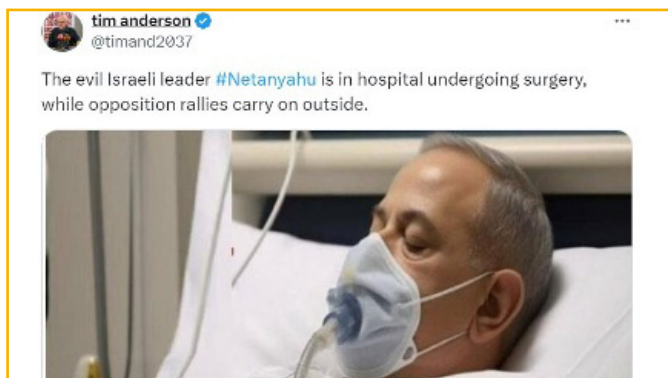 tim anderson
@timand2037
The evil Israeli leader #Netanyahu is in hospital undergoing surgery,
while opposition rallies carry on outside.